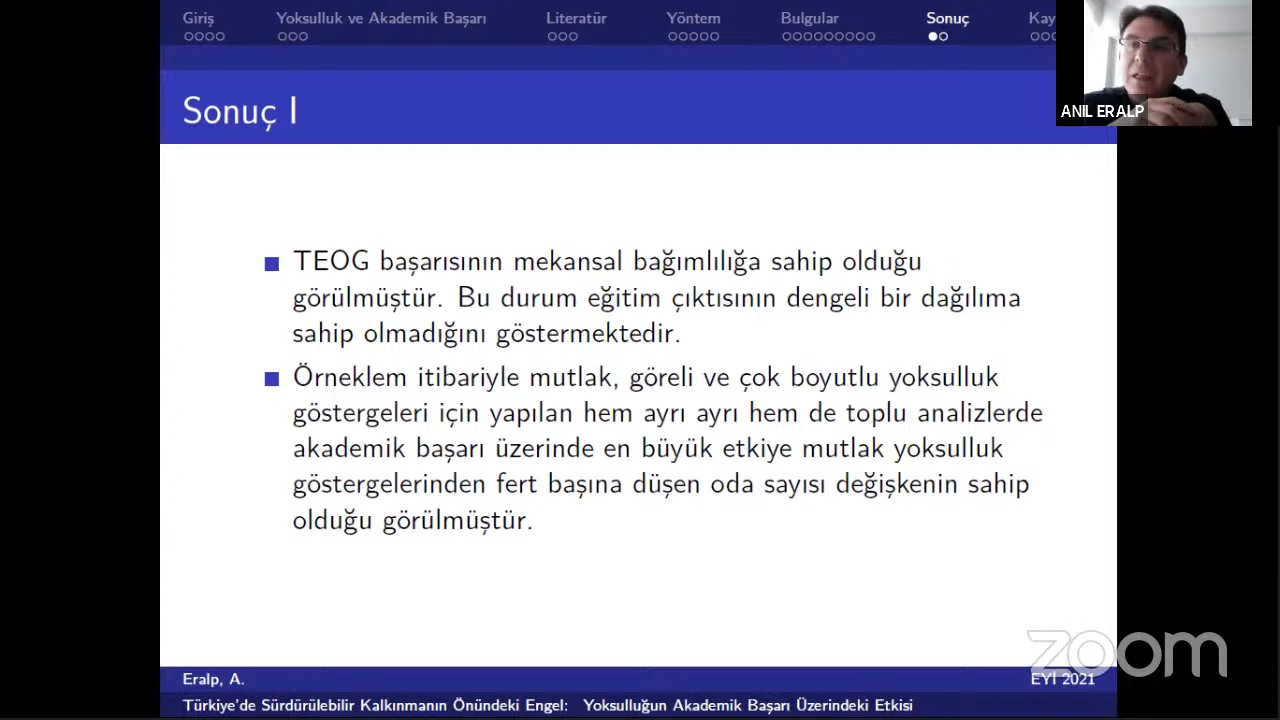 Giriş Yoksulluk ve Akademik Başarı Literatür Yöntem Bulgular Sonuç Kay
ANIL ERALP
Sonuç I
TEOG başarısının mekansal bağımlılığa sahip olduğu
görülmüştür. Bu durum eğitim çıktısının dengeli bir dağılıma
sahip olmadığını göstermektedir.
Örneklem itibariyle mutlak, göreli ve çok boyutlu yoksulluk
göstergeleri için yapılan hem ayrı ayrı hem de toplu analizlerde
akademik başarı üzerinde en büyük etkiye mutlak yoksulluk
göstergelerinden fert başına düşen oda sayısı değişkenin sahip
olduğu görülmüştür.
zoom
Eralp, A. EYİ 2021
Türkiye'de Sürdürülebilir Kalkınmanın Önündeki Engel: Yoksulluğun Akademik Başarı Üzerindeki Etkisi